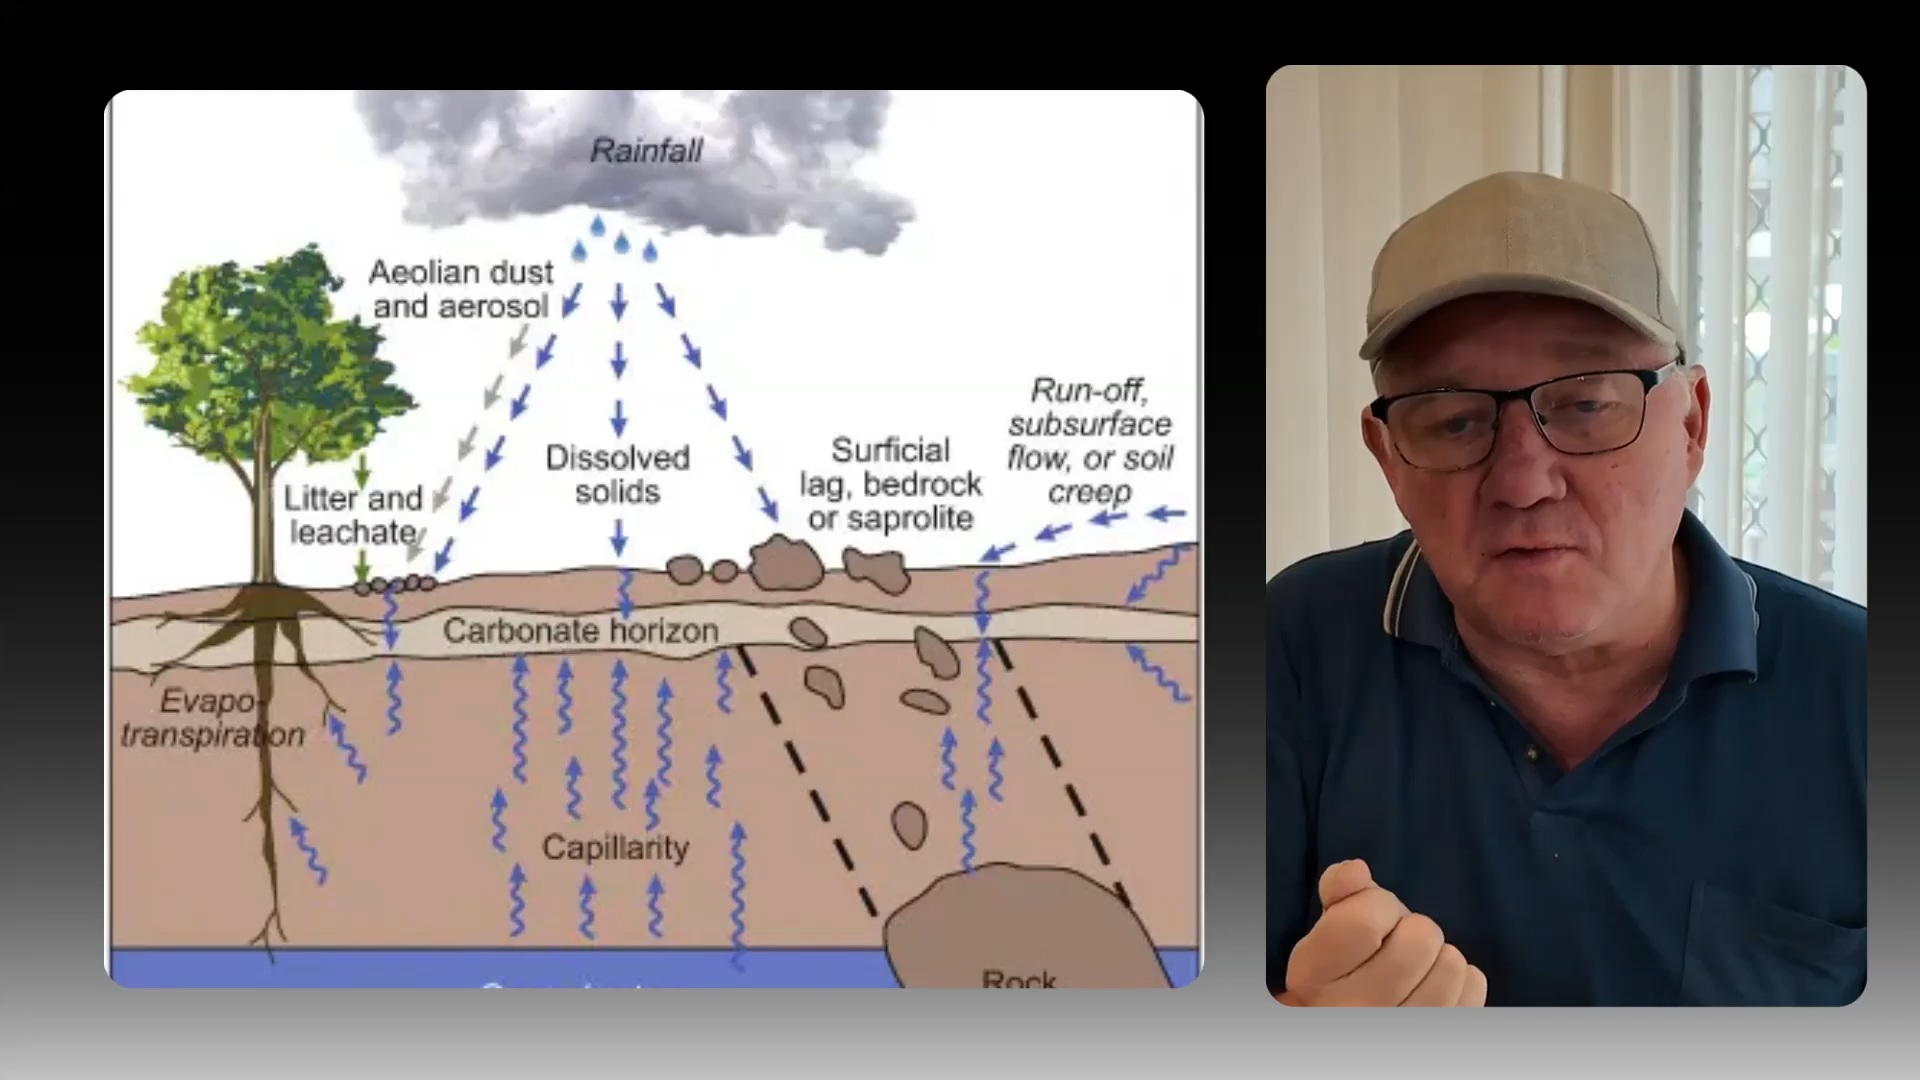 Rainfall
Aeolian dust
and aerosol
Run-off,
subsurface
flow, or soil
creep
Dissolved
solids
Surficial
lag, bedrock
or saprolite
Litter and
leachate
Carbonate horizon
Evapo-
transpiration
Capillarity
Rock